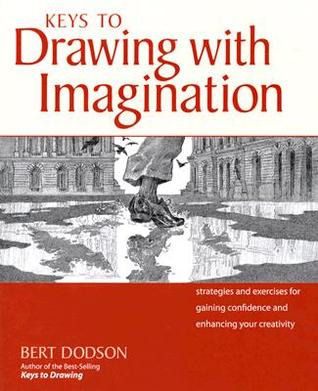 KEYS TO
Drawing with
Imagination
strategies and exercises for
gaining confidence and
enhancing your creativity
BERT DODSON
Author of the Best-Selling
Keys to Drawing